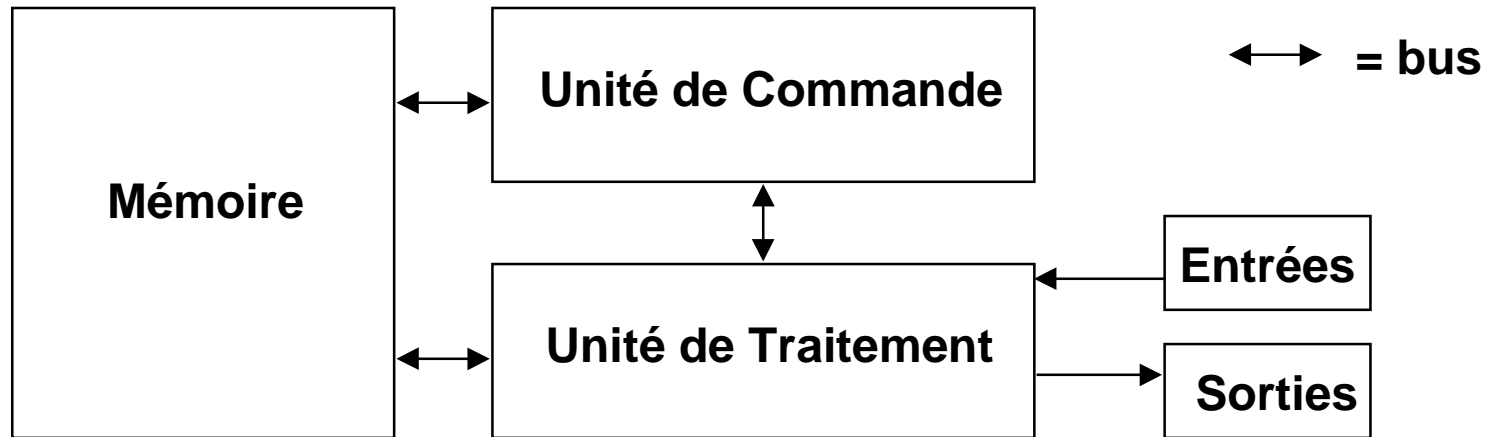 Unité de Commande
= bus
Mémoire
Entrées
Unité de Traitement
Sorties